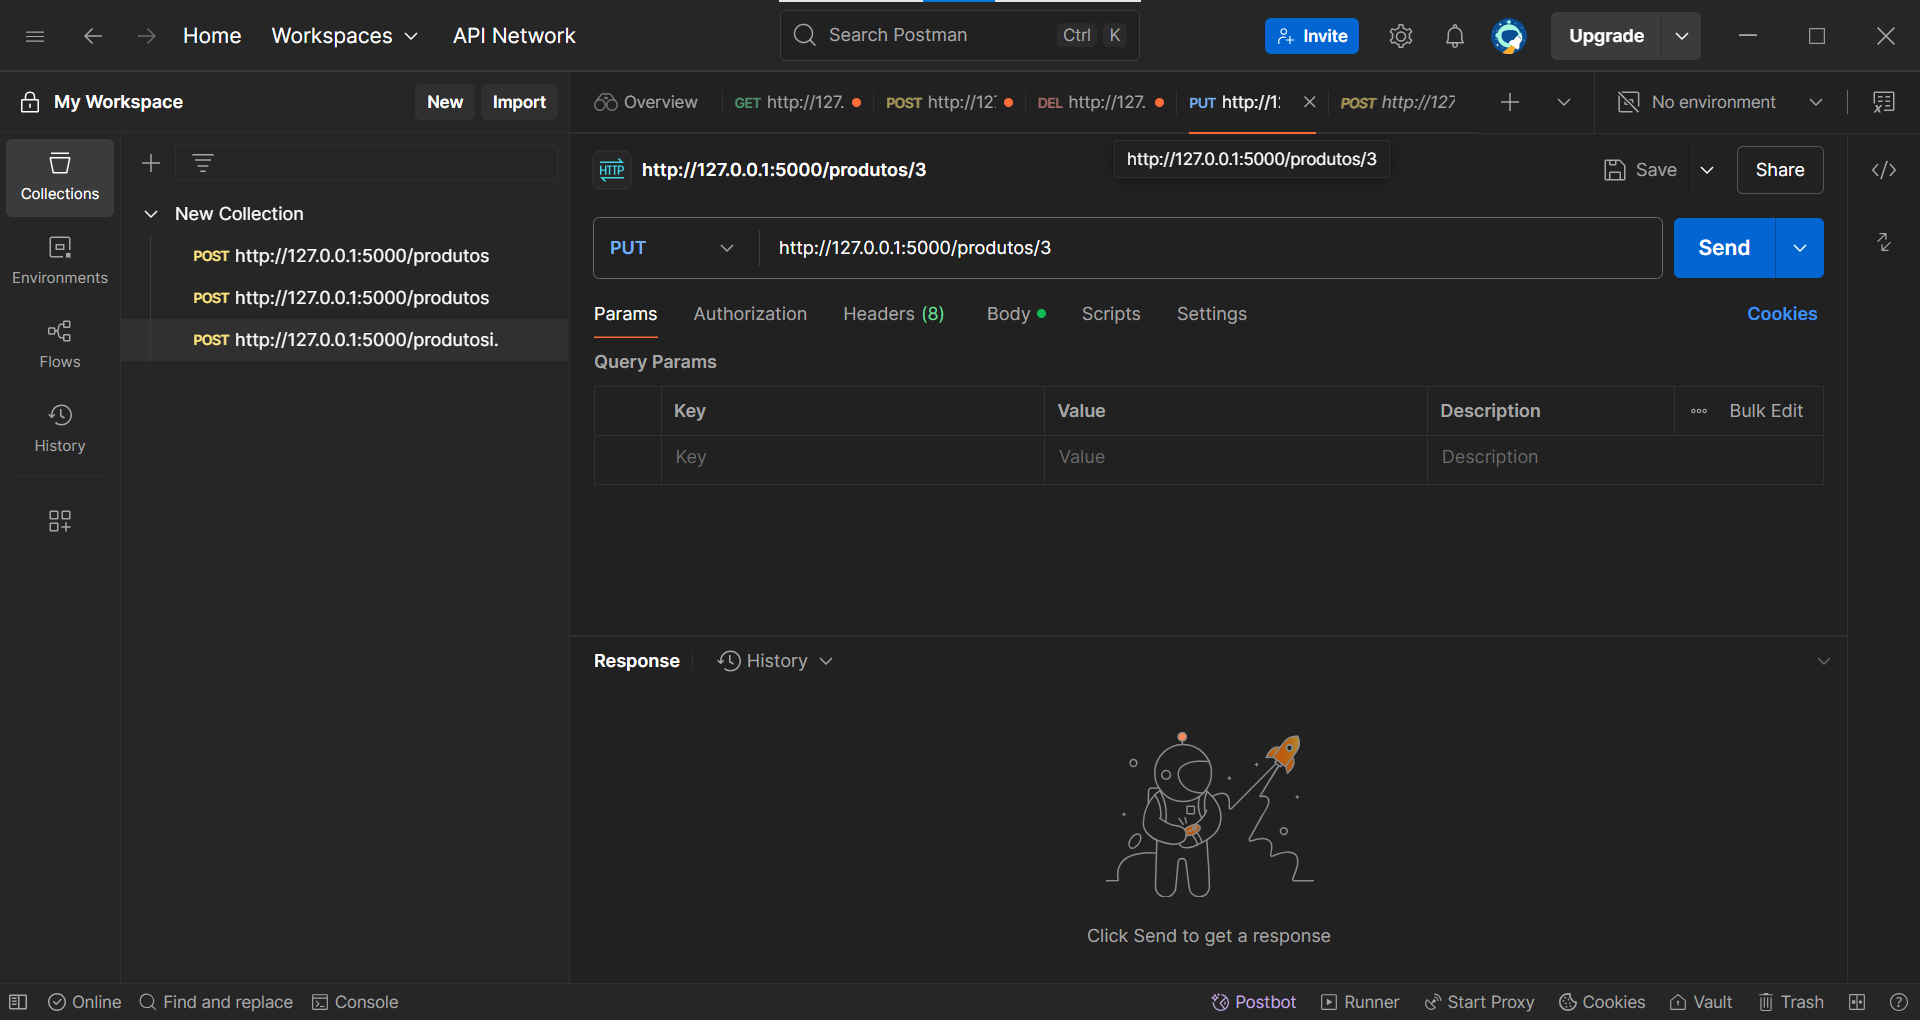 Home Workspaces API Network Search Postman Ctrl K Invite Upgrade
My Workspace New Import Overview GET http://127. POST http://12 DEL http://127. PUT http://1 POST http://127 No environment
http://127.0.0.1:5000/produtos/3
HTTP http://127.0.0.1:5000/produtos/3 Save Share
Collections
New Collection
POST http://127.0.0.1:5000/produtos
POST http://127.0.0.1:5000/produtos
POST http://127.0.0.1:5000/produtosi.
Environments
Flows
History
PUT http://127.0.0.1:5000/produtos/3 Send
Params Authorization Headers (8) Body Scripts Settings Cookies
Query Params
Key Value Description Bulk Edit
Key Value Description
Response History
Click Send to get a response
Online Find and replace Console Postbot Runner Start Proxy Cookies Vault Trash